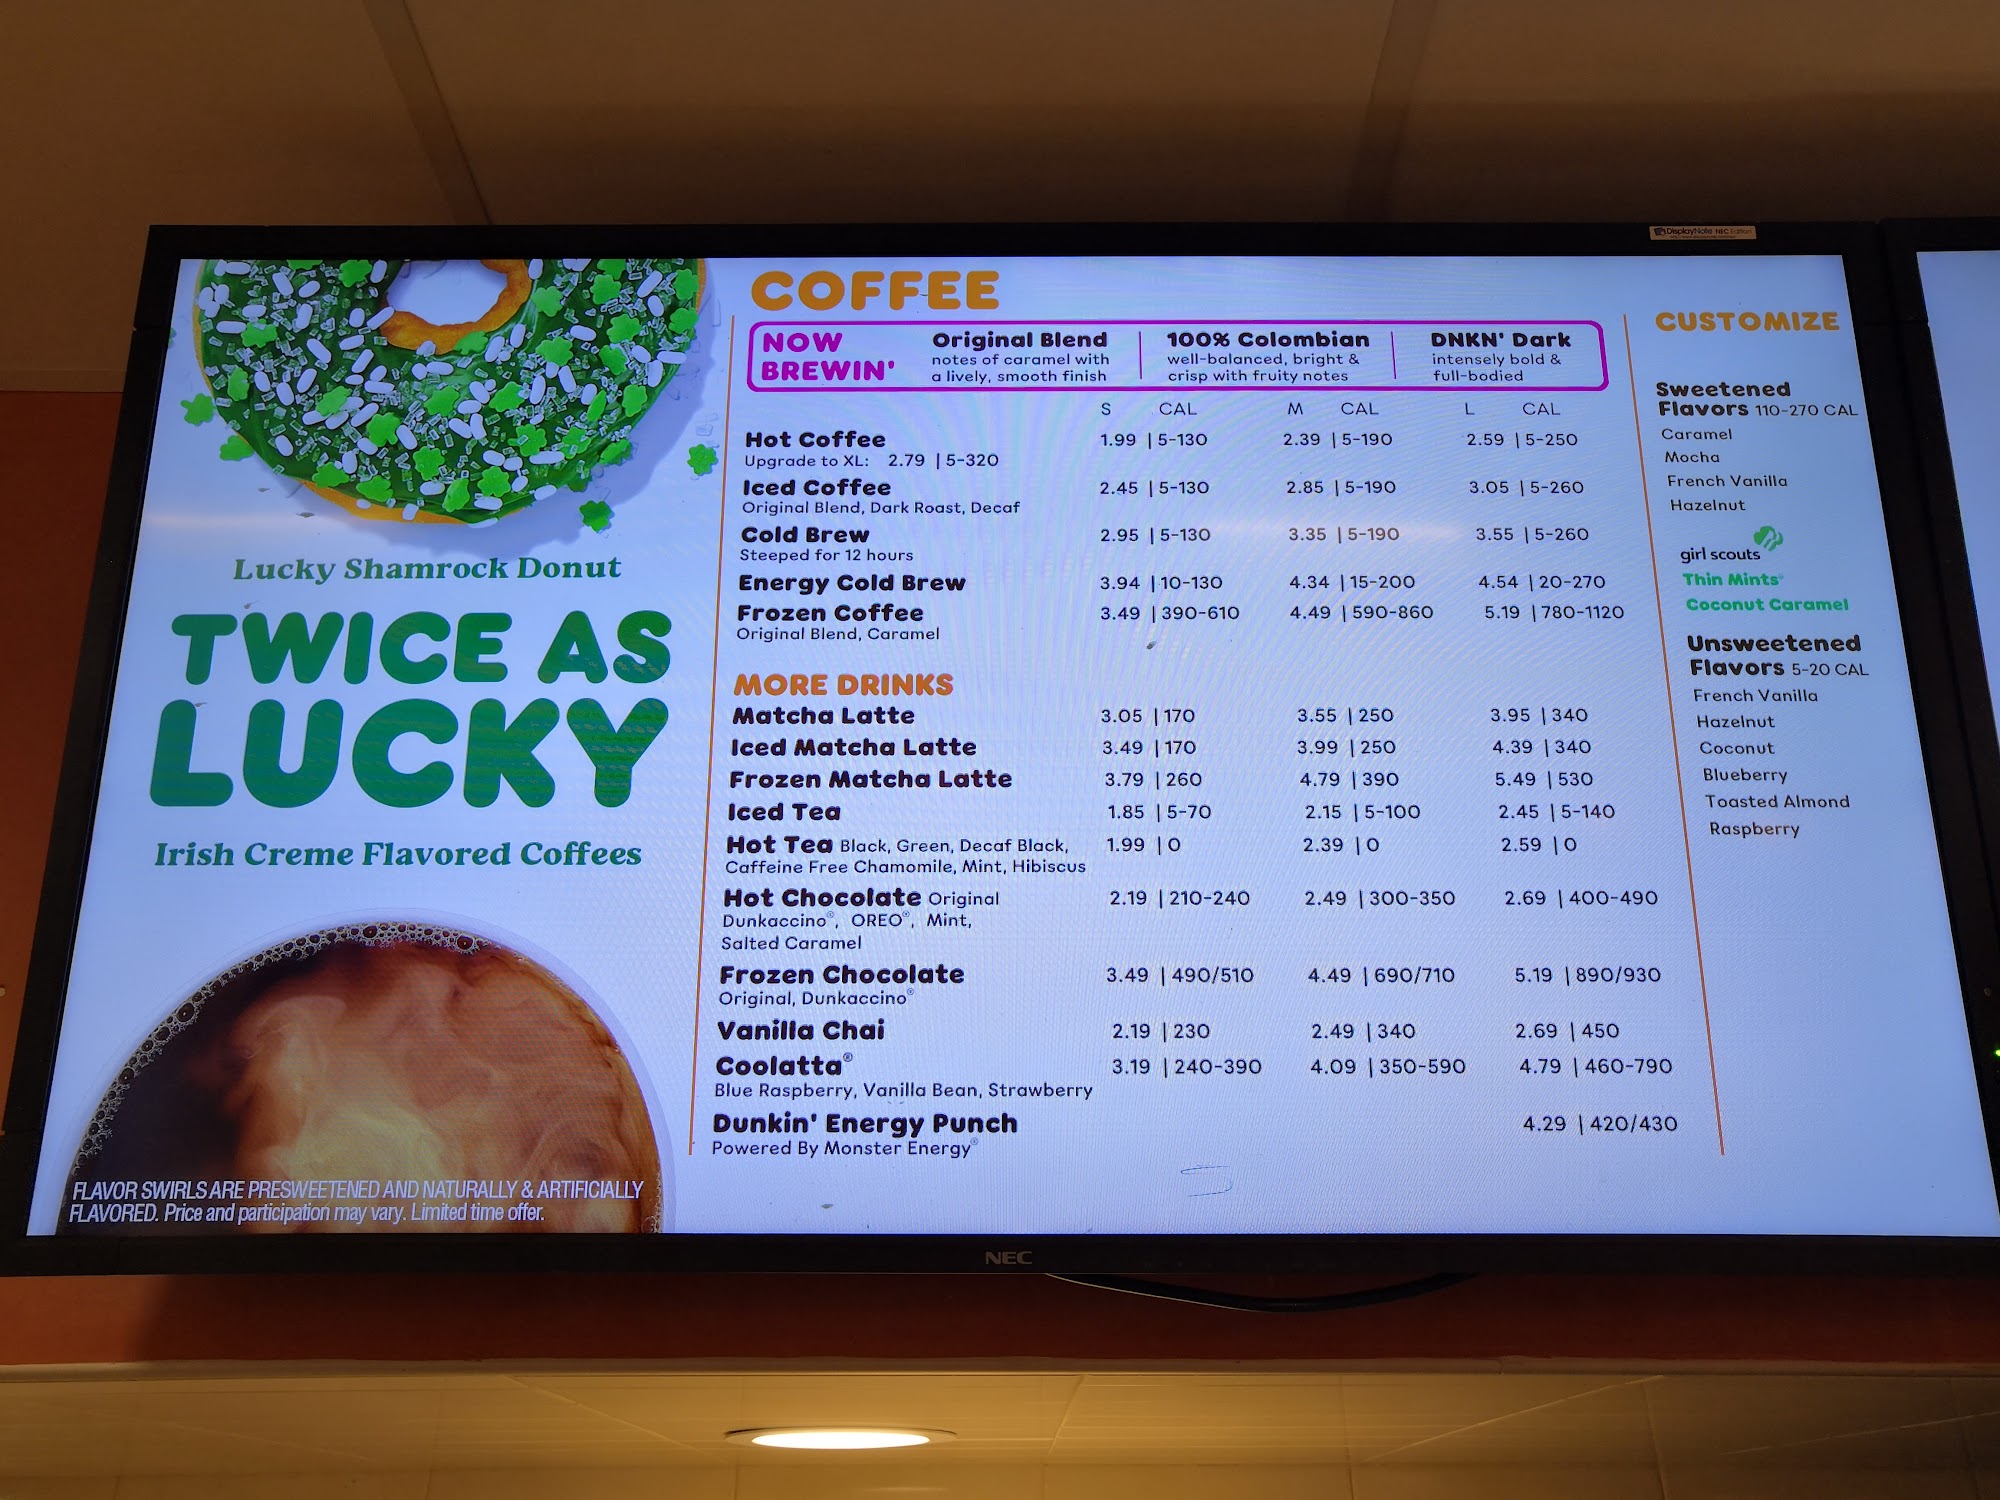 DisplayNote NEC Edition
Lucky Shamrock Donut
TWICE AS
LUCKY
Irish Creme Flavored Coffees
FLAVOR SWIRLS ARE PRESWEETENED AND NATURALLY & ARTIFICIALLY
FLAVORED. Price and participation may vary. Limited time offer.
COFFEE
NOW
BREWIN'
Original Blend
notes of caramel with
a lively, smooth finish
100% Colombian
well-balanced, bright &
crisp with fruity notes
DNKN' Dark
intensely bold &
full-bodied
S CAL M CAL L CAL
Hot Coffee 1.99 | 5-130 2.39 | 5-190 2.59 | 5-250
Upgrade to XL: 2.79 | 5-320
Iced Coffee 2.45 | 5-130 2.85 | 5-190 3.05 | 5-260
Original Blend, Dark Roast, Decaf
Cold Brew 2.95 | 5-130 3.35 | 5-190 3.55 | 5-260
Steeped for 12 hours
Energy Cold Brew 3.94 | 10-130 4.34 | 15-200 4.54 | 20-270
Frozen Coffee 3.49 | 390-610 4.49 | 590-860 5.19 | 780-1120
Original Blend, Caramel
MORE DRINKS
Matcha Latte 3.05 | 170 3.55 | 250 3.95 | 340
Iced Matcha Latte 3.49 | 170 3.99 | 250 4.39 | 340
Frozen Matcha Latte 3.79 | 260 4.79 | 390 5.49 | 530
Iced Tea 1.85 | 5-70 2.15 | 5-100 2.45 | 5-140
Hot Tea Black, Green, Decaf Black, 1.99 | 0 2.39 | 0 2.59 | 0
Caffeine Free Chamomile, Mint, Hibiscus
Hot Chocolate Original 2.19 | 210-240 2.49 | 300-350 2.69 | 400-490
Dunkaccino®, OREO®, Mint,
Salted Caramel
Frozen Chocolate 3.49 | 490/510 4.49 | 690/710 5.19 | 890/930
Original, Dunkaccino®
Vanilla Chai 2.19 | 230 2.49 | 340 2.69 | 450
Coolatta® 3.19 | 240-390 4.09 | 350-590 4.79 | 460-790
Blue Raspberry, Vanilla Bean, Strawberry
Dunkin' Energy Punch 4.29 | 420/430
Powered By Monster Energy®
CUSTOMIZE
Sweetened
Flavors 110-270 CAL
Caramel
Mocha
French Vanilla
Hazelnut
girl scouts
Thin Mints®
Coconut Caramel
Unsweetened
Flavors 5-20 CAL
French Vanilla
Hazelnut
Coconut
Blueberry
Toasted Almond
Raspberry
NEC